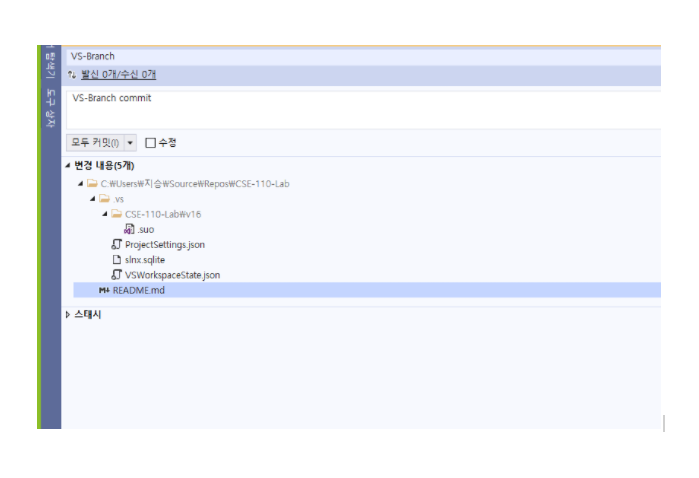 VS-Branch
발신 0개/수신 0개
VS-Branch commit
모두 커밋(I)
수정
변경 내용(5개)
C:₩Users₩지승₩Source₩Repos₩CSE-110-Lab
.vs
CSE-110-Lab₩v16
.suo
ProjectSettings.json
slnx.sqlite
VSWorkspaceState.json
M+ README.md
스태시
탐색기
도구 상자